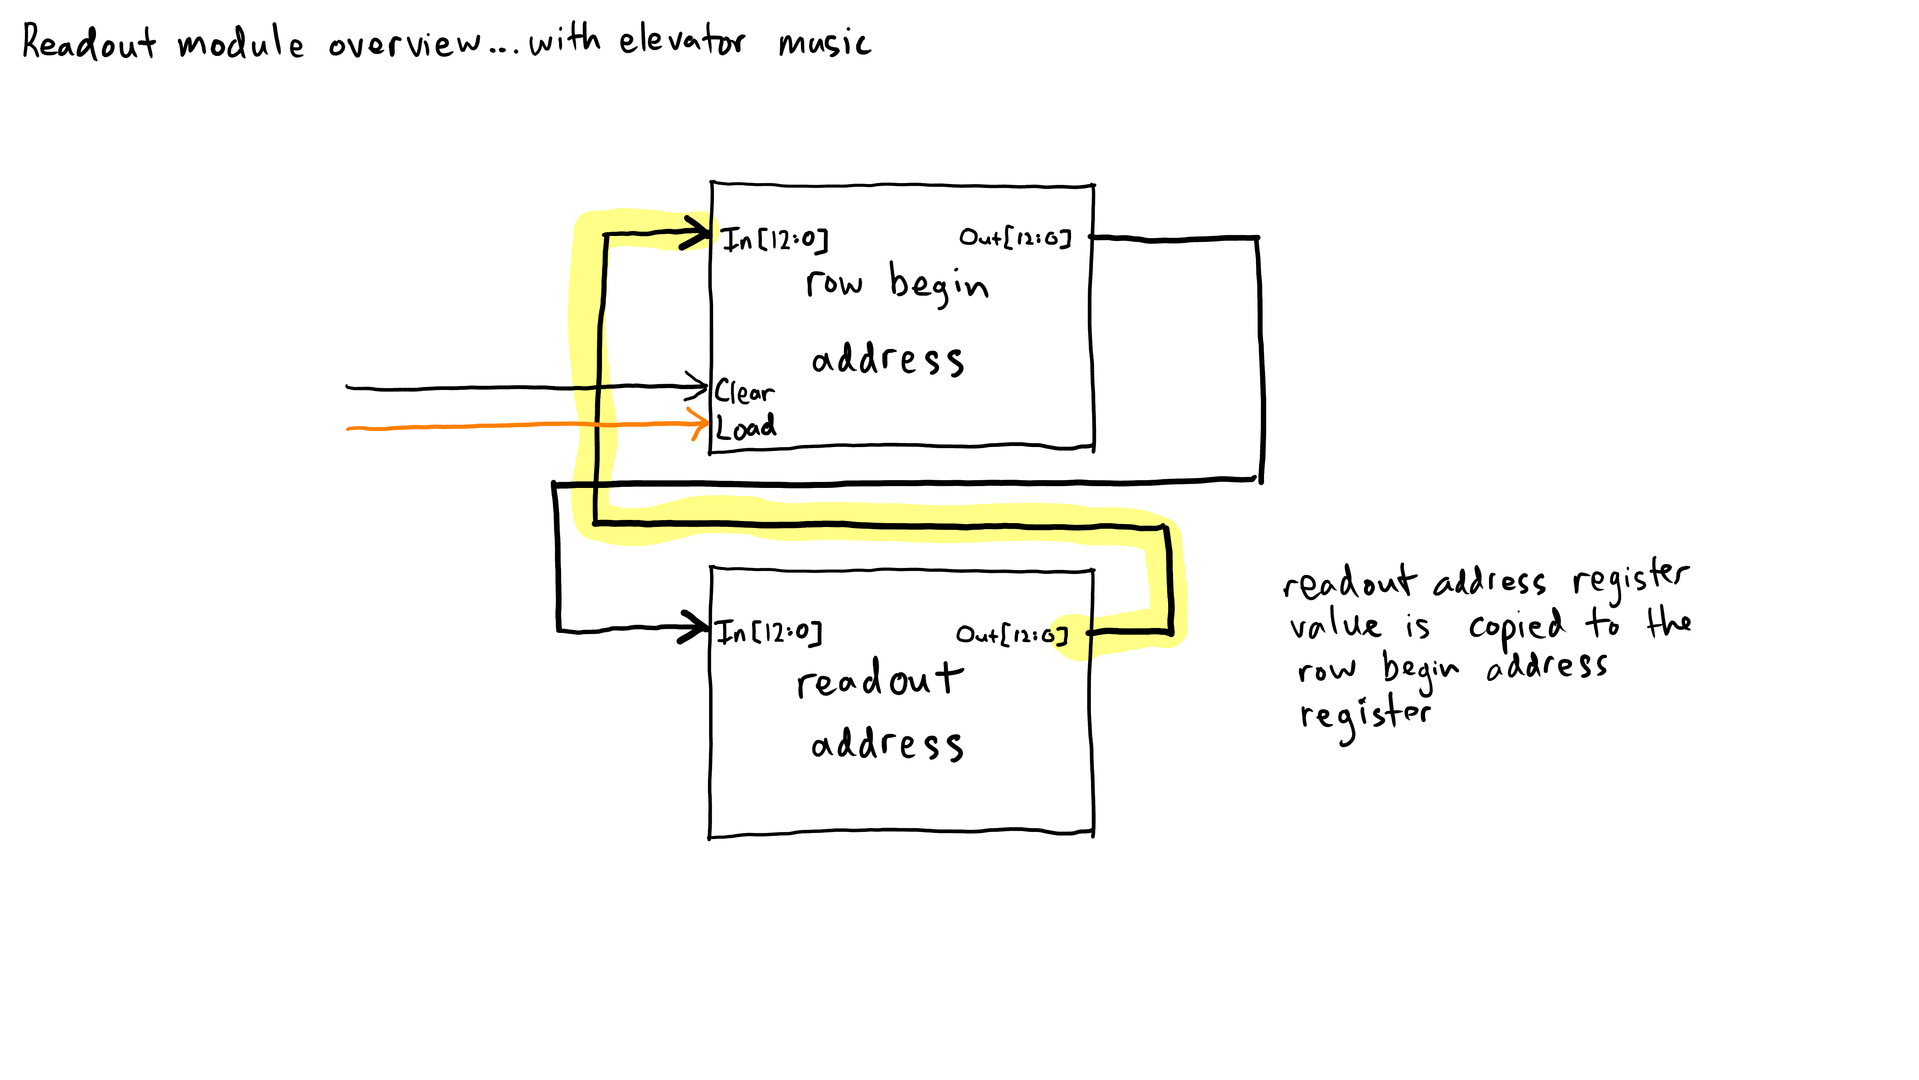 Readout module overview...with elevator music
In[12:0]
Out[12:0]
row begin
address
Clear
Load
In[12:0]
Out[12:0]
readout
address
readout address register
value is copied to the
row begin address
register